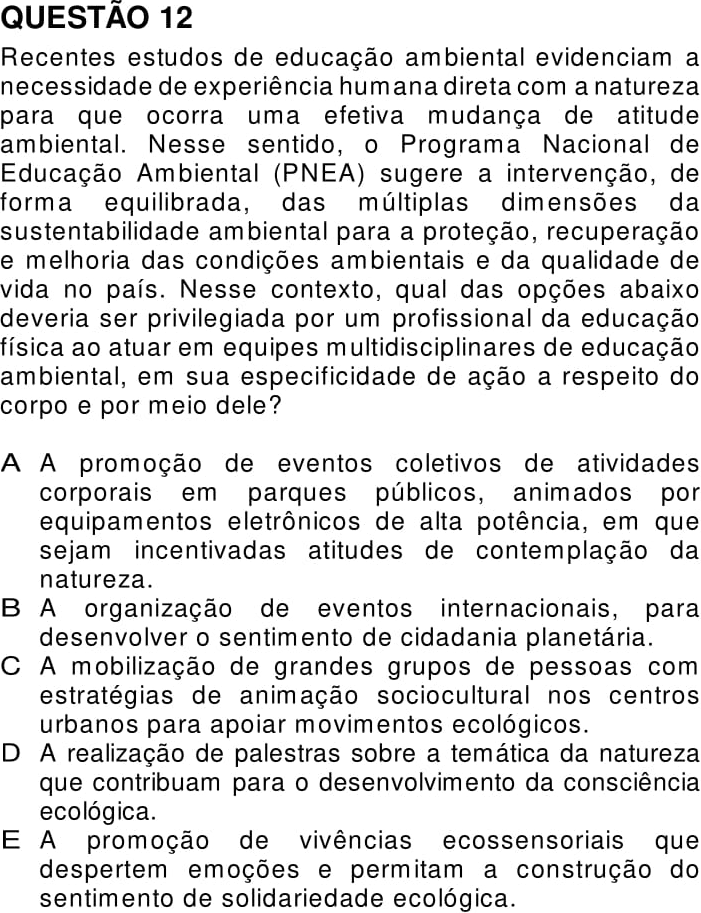 QUESTÃO 12
Recentes estudos de educação ambiental evidenciam a
necessidade de experiência humana direta com a natureza
para que ocorra uma efetiva mudança de atitude
ambiental. Nesse sentido, o Programa Nacional de
Educação Ambiental (PNEA) sugere a intervenção, de
forma equilibrada, das múltiplas dimensões da
sustentabilidade ambiental para a proteção, recuperação
e melhoria das condições ambientais e da qualidade de
vida no país. Nesse contexto, qual das opções abaixo
deveria ser privilegiada por um profissional da educação
física ao atuar em equipes multidisciplinares de educação
ambiental, em sua especificidade de ação a respeito do
corpo e por meio dele?
A A promoção de eventos coletivos de atividades
corporais em parques públicos, animados por
equipamentos eletrônicos de alta potência, em que
sejam incentivadas atitudes de contemplação da
natureza.
B A organização de eventos internacionais, para
desenvolver o sentimento de cidadania planetária.
C A mobilização de grandes grupos de pessoas com
estratégias de animação sociocultural nos centros
urbanos para apoiar movimentos ecológicos.
D A realização de palestras sobre a temática da natureza
que contribuam para o desenvolvimento da consciência
ecológica.
E A promoção de vivências ecossensoriais que
despertem emoções e permitam a construção do
sentimento de solidariedade ecológica.